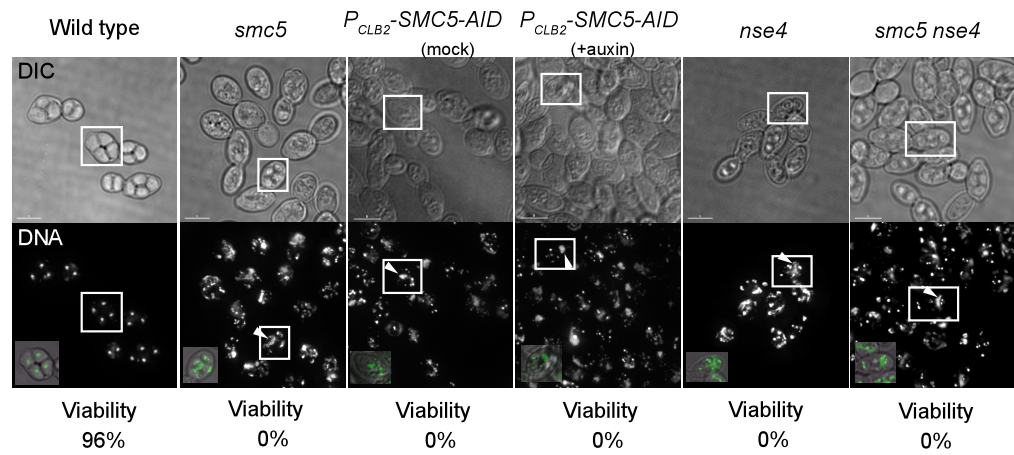 Wild type
smc5
PCLB2-SMC5-AID
(mock)
PCLB2-SMC5-AID
(+auxin)
nse4
smc5 nse4
DIC
DNA
Viability
96%
Viability
0%
Viability
0%
Viability
0%
Viability
0%
Viability
0%